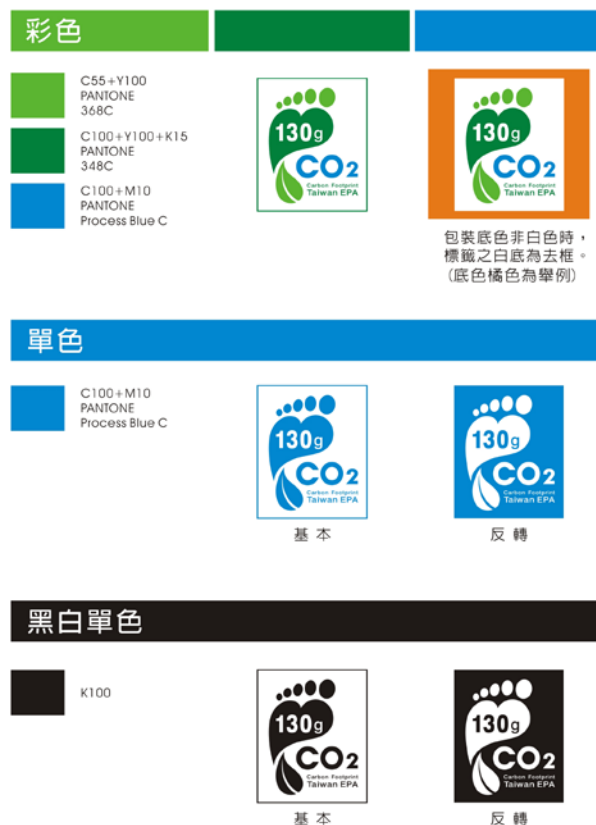 彩色
C55+Y100
PANTONE
368C
C100+Y100+K15
PANTONE
348C
C100+M10
PANTONE
Process Blue C
130g
CO2
Carbon Footprint
Taiwan EPA
130g
CO2
Carbon Footprint
Taiwan EPA
包裝底色非白色時，
標籤之白底為去框。
(底色橘色為舉例)
單色
C100+M10
PANTONE
Process Blue C
130g
CO2
Carbon Footprint
Taiwan EPA
基本
130g
CO2
Carbon Footprint
Taiwan EPA
反轉
黑白單色
K100
130g
CO2
Carbon Footprint
Taiwan EPA
基本
130g
CO2
Carbon Footprint
Taiwan EPA
反轉